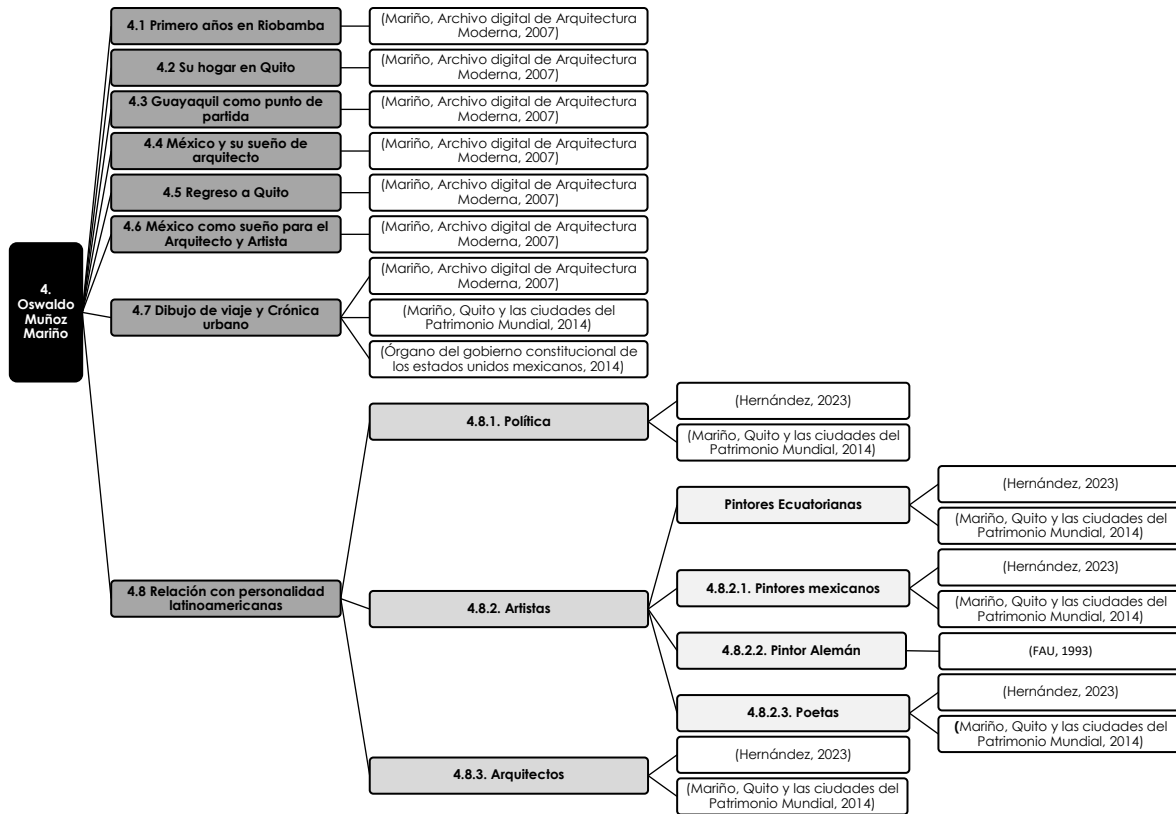 4.
Oswaldo
Muñoz
Mariño
4.1 Primero años en Riobamba
(Mariño, Archivo digital de Arquitectura
Moderna, 2007)
4.2 Su hogar en Quito
(Mariño, Archivo digital de Arquitectura
Moderna, 2007)
4.3 Guayaquil como punto de
partida
(Mariño, Archivo digital de Arquitectura
Moderna, 2007)
4.4 México y su sueño de
arquitecto
(Mariño, Archivo digital de Arquitectura
Moderna, 2007)
4.5 Regreso a Quito
(Mariño, Archivo digital de Arquitectura
Moderna, 2007)
4.6 México como sueño para el
Arquitecto y Artista
(Mariño, Archivo digital de Arquitectura
Moderna, 2007)
4.7 Dibujo de viaje y Crónica
urbano
(Mariño, Archivo digital de Arquitectura
Moderna, 2007)
(Mariño, Quito y las ciudades del
Patrimonio Mundial, 2014)
(Órgano del gobierno constitucional de
los estados unidos mexicanos, 2014)
4.8 Relación con personalidad
latinoamericanas
4.8.1. Política
(Hernández, 2023)
(Mariño, Quito y las ciudades del
Patrimonio Mundial, 2014)
4.8.2. Artistas
Pintores Ecuatorianas
(Hernández, 2023)
(Mariño, Quito y las ciudades del
Patrimonio Mundial, 2014)
4.8.2.1. Pintores mexicanos
(Hernández, 2023)
(Mariño, Quito y las ciudades del
Patrimonio Mundial, 2014)
4.8.2.2. Pintor Alemán
(FAU, 1993)
4.8.2.3. Poetas
(Hernández, 2023)
(Mariño, Quito y las ciudades del
Patrimonio Mundial, 2014)
4.8.3. Arquitectos
(Hernández, 2023)
(Mariño, Quito y las ciudades del
Patrimonio Mundial, 2014)